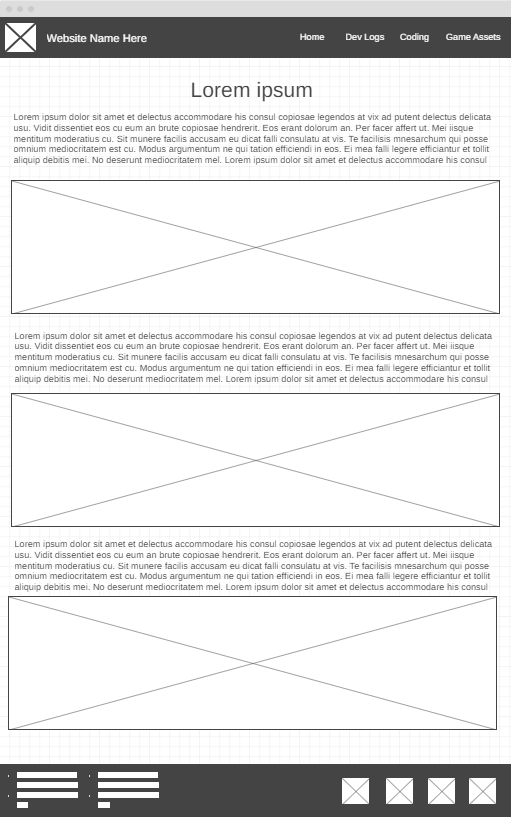 Website Name Here
Home Dev Logs Coding Game Assets
Lorem ipsum
Lorem ipsum dolor sit amet et delectus accommodare his consul copiosae legendos at vix ad putent delectus delicata
usu. Vidit dissentiet eos cu eum an brute copiosae hendrerit. Eos erant dolorum an. Per facer affert ut. Mei iisque
mentitum moderatius cu. Sit munere facilis accusam eu dicat falli consulatu at vis. Te facilisis mnesarchum qui posse
omnium mediocritatem est cu. Modus argumentum ne qui tation efficiendi in eos. Ei mea falli legere efficiantur et tollit
aliquip debitis mei. No deserunt mediocritatem mel. Lorem ipsum dolor sit amet et delectus accommodare his consul
Lorem ipsum dolor sit amet et delectus accommodare his consul copiosae legendos at vix ad putent delectus delicata
usu. Vidit dissentiet eos cu eum an brute copiosae hendrerit. Eos erant dolorum an. Per facer affert ut. Mei iisque
mentitum moderatius cu. Sit munere facilis accusam eu dicat falli consulatu at vis. Te facilisis mnesarchum qui posse
omnium mediocritatem est cu. Modus argumentum ne qui tation efficiendi in eos. Ei mea falli legere efficiantur et tollit
aliquip debitis mei. No deserunt mediocritatem mel. Lorem ipsum dolor sit amet et delectus accommodare his consul
Lorem ipsum dolor sit amet et delectus accommodare his consul copiosae legendos at vix ad putent delectus delicata
usu. Vidit dissentiet eos cu eum an brute copiosae hendrerit. Eos erant dolorum an. Per facer affert ut. Mei iisque
mentitum moderatius cu. Sit munere facilis accusam eu dicat falli consulatu at vis. Te facilisis mnesarchum qui posse
omnium mediocritatem est cu. Modus argumentum ne qui tation efficiendi in eos. Ei mea falli legere efficiantur et tollit
aliquip debitis mei. No deserunt mediocritatem mel. Lorem ipsum dolor sit amet et delectus accommodare his consul